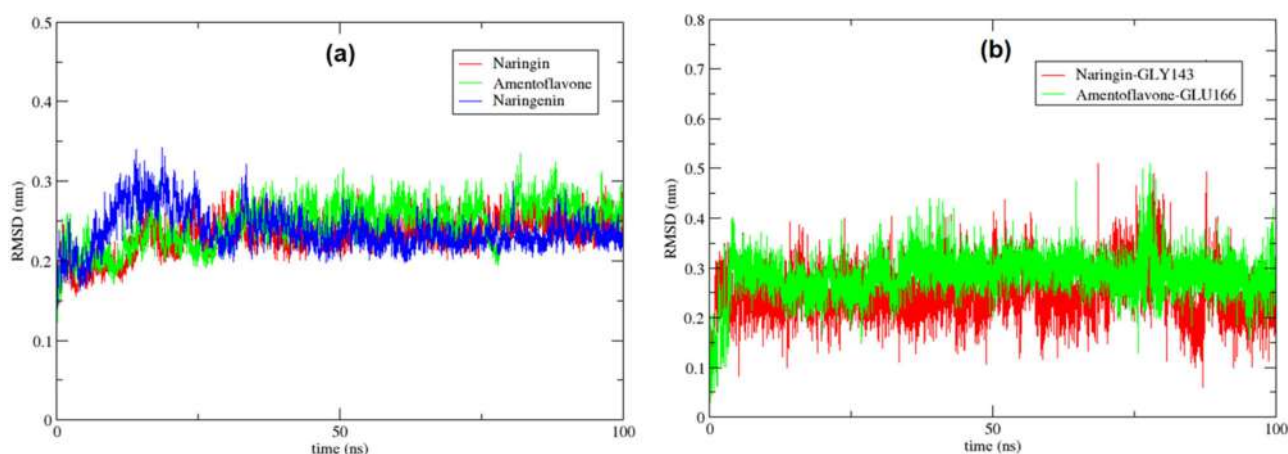 (a)
Naringin
Amentoflavone
Naringenin
RMSD (nm)
0.5
0.4
0.3
0.2
0.1
0
0
50
100
time (ns)
(b)
Naringin-GLY143
Amentoflavone-GLU166
RMSD (nm)
0.8
0.7
0.6
0.5
0.4
0.3
0.2
0.1
0
0
50
100
time (ns)